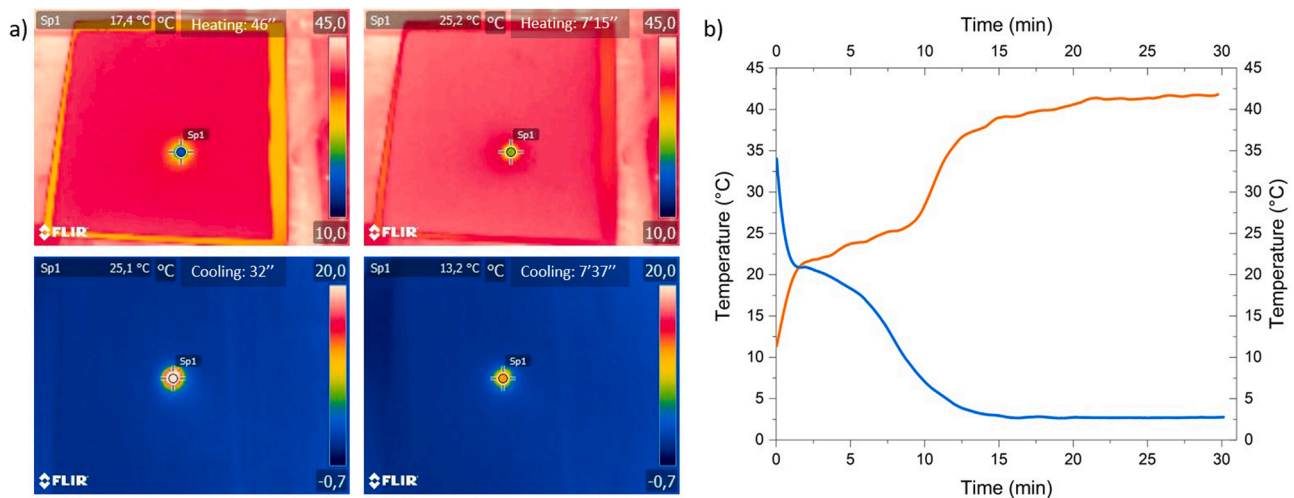 a)
Sp1 17,4 °C °C Heating: 46’’ 45,0
Sp1
FLIR 10,0
Sp1 25,2 °C °C Heating: 7’15’’ 45,0
Sp1
FLIR 10,0
Sp1 25,1 °C °C Cooling: 32’’ 20,0
Sp1
FLIR -0,7
Sp1 13,2 °C °C Cooling: 7’37’’ 20,0
Sp1
FLIR -0,7
b)
Time (min)
0 5 10 15 20 25 30
45 45
40 40
35 35
30 30
25 25
20 20
15 15
10 10
5 5
0 0
Temperature (°C)
Temperature (°C)
0 5 10 15 20 25 30
Time (min)